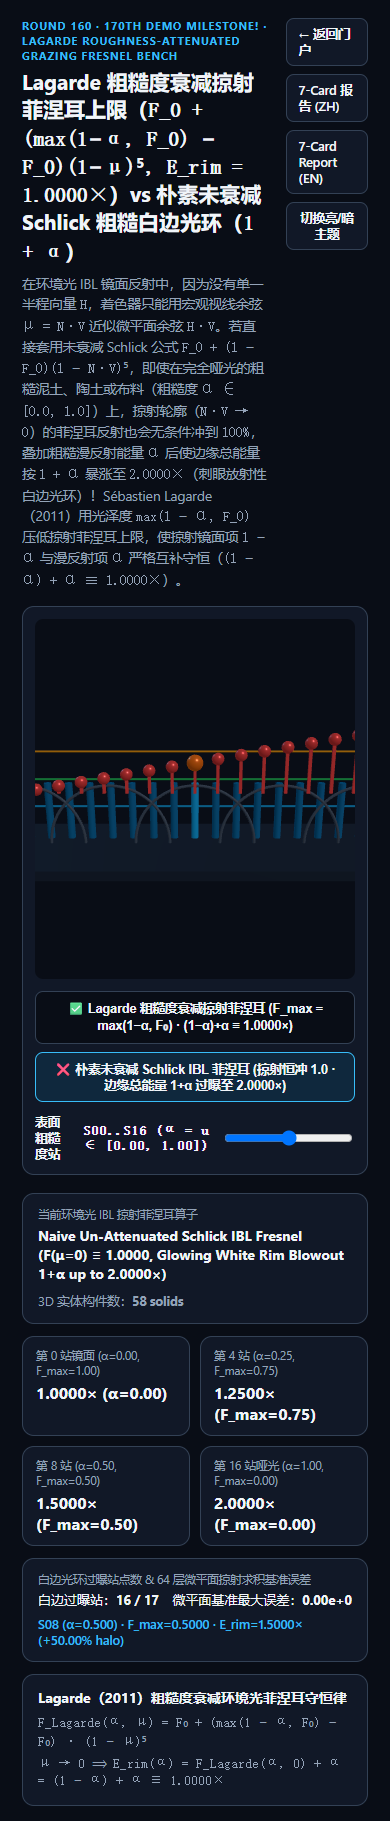 ROUND 160 · 170TH DEMO MILESTONE! ·
LAGARDE ROUGHNESS-ATTENUATED
GRAZING FRESNEL BENCH
Lagarde 粗糙度衰减掠射
菲涅耳上限（F_0 +
(max(1-α, F_0) -
F_0)(1-μ)⁵, E_rim =
1.0000×）vs 朴素未衰减
Schlick 粗糙白边光环（1
+ α）
← 返回门
户
7-Card 报
告 (ZH)
7-Card
Report
(EN)
切换亮/暗
主题
在环境光 IBL 镜面反射中，因为没有单一
半程向量 H，着色器只能用宏观视线余弦
μ = N·V 近似微平面余弦 H·V。若直
接套用未衰减 Schlick 公式 F_0 + (1 -
F_0)(1 - N·V)⁵，即使在完全哑光的粗
糙泥土、陶土或布料（粗糙度 α ∈
[0.0, 1.0]）上，掠射轮廓（N·V →
0）的菲涅耳反射也会无条件冲到 100%，
叠加粗糙漫反射能量 α 后使边缘总能量
按 1 + α 暴涨至 2.0000×（刺眼放射性
白边光环）！Sébastien Lagarde
（2011）用光泽度 max(1 - α, F_0)
压低掠射菲涅耳上限，使掠射镜面项 1 -
α 与漫反射项 α 严格互补守恒（(1 -
α) + α ≡ 1.0000×）。
✅ Lagarde 粗糙度衰减掠射菲涅耳 (F_max =
max(1-α, F₀) · (1-α)+α ≡ 1.0000×)
❌ 朴素未衰减 Schlick IBL 菲涅耳 (掠射恒冲 1.0 ·
边缘总能量 1+α 过曝至 2.0000×)
表面
粗糙
度站
S00..S16 (α = u
∈ [0.00, 1.00])
当前环境光 IBL 掠射菲涅耳算子
Naive Un-Attenuated Schlick IBL Fresnel
(F(μ=0) ≡ 1.0000, Glowing White Rim Blowout
1+α up to 2.0000×)
3D 实体构件数：58 solids
第 0 站镜面 (α=0.00,
F_max=1.00)
1.0000× (α=0.00)
第 4 站 (α=0.25,
F_max=0.75)
1.2500×
(F_max=0.75)
第 8 站 (α=0.50,
F_max=0.50)
1.5000×
(F_max=0.50)
第 16 站哑光 (α=1.00,
F_max=0.00)
2.0000×
(F_max=0.00)
白边光环过曝站点数 & 64 层微平面掠射求积基准误差
白边过曝站：16 / 17 微平面基准最大误差：0.00e+0
S08 (α=0.500) · F_max=0.5000 · E_rim=1.5000×
(+50.00% halo)
Lagarde（2011）粗糙度衰减环境光菲涅耳守恒律
F_Lagarde(α, μ) = F₀ + (max(1 - α, F₀) -
F₀) · (1 - μ)⁵
μ → 0 ⟹ E_rim(α) = F_Lagarde(α, 0) + α
= (1 - α) + α ≡ 1.0000×